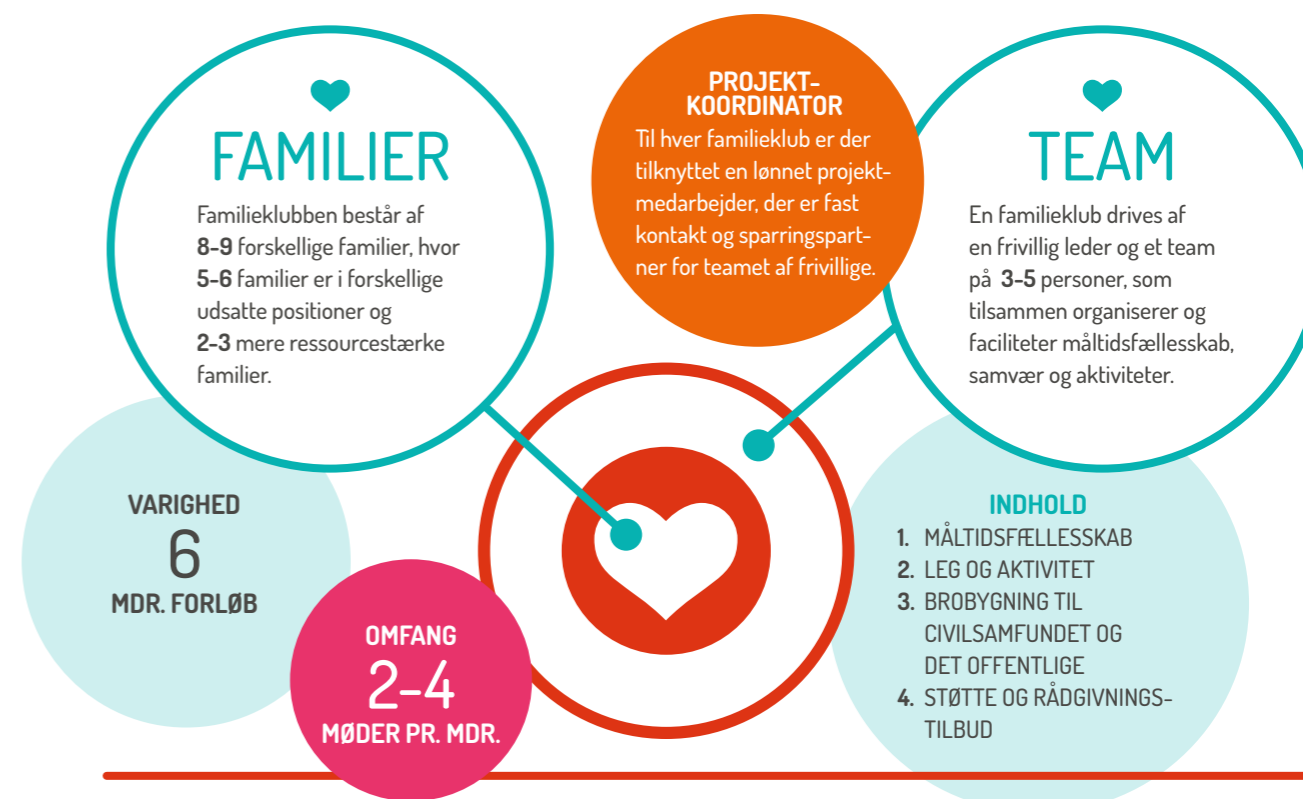 FAMILIER
Familieklubben består af
8-9 forskellige familier, hvor
5-6 familier er i forskellige
udsatte positioner og
2-3 mere ressourcestærke
familier.
PROJEKT-
KOORDINATOR
Til hver familieklub er der
tilknyttet en lønnet projekt-
medarbejder, der er fast
kontakt og sparringspart-
ner for teamet af frivillige.
TEAM
En familieklub drives af
en frivillig leder og et team
på 3-5 personer, som
tilsammen organiserer og
faciliteter måltidsfællesskab,
samvær og aktiviteter.
VARIGHED
6
MDR. FORLØB
OMFANG
2-4
MØDER PR. MDR.
INDHOLD
1. MÅLTIDSFÆLLESSKAB
2. LEG OG AKTIVITET
3. BROBYGNING TIL
CIVILSAMFUNDET OG
DET OFFENTLIGE
4. STØTTE OG RÅDGIVNINGS-
TILBUD